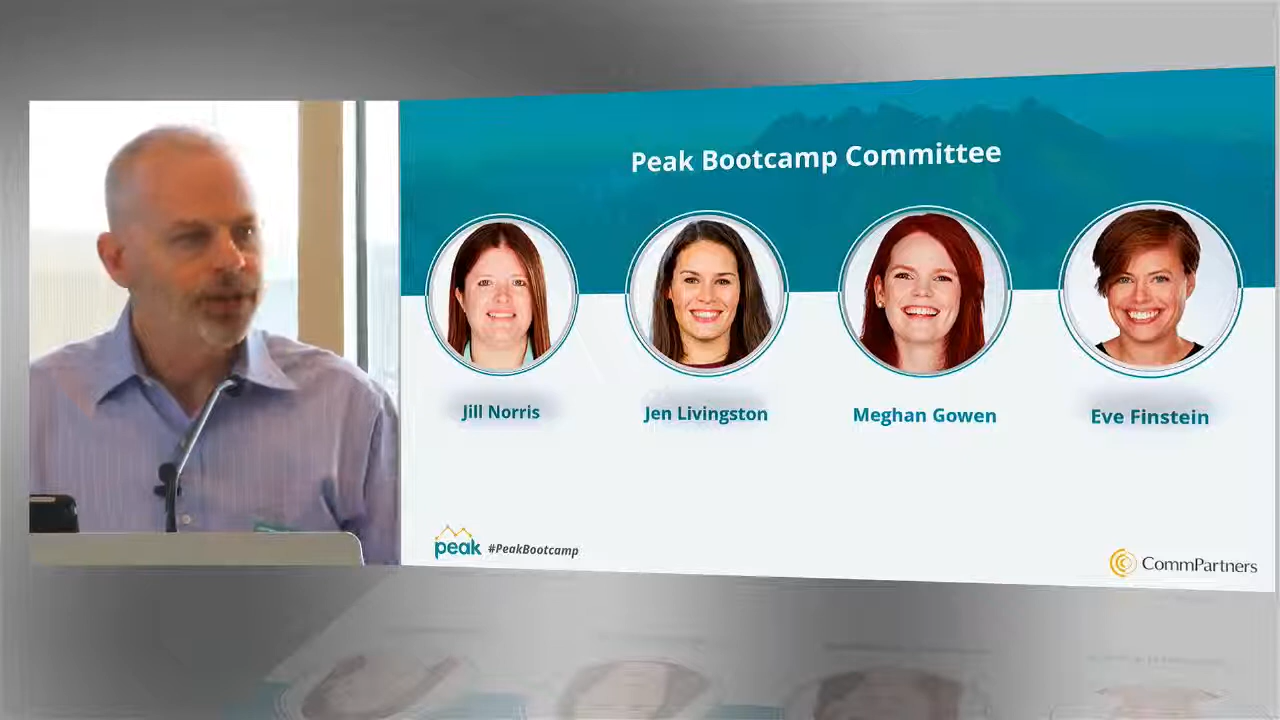 Peak Bootcamp Committee
Jill Norris
Jen Livingston
Meghan Gowen
Eve Finstein
peak #PeakBootcamp
CommPartners